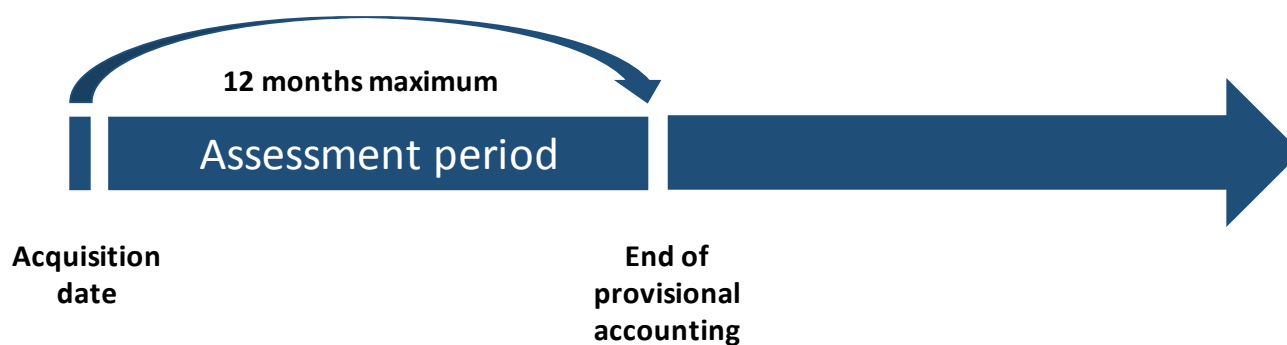 12 months maximum
Assessment period
Acquisition
date
End of
provisional
accounting